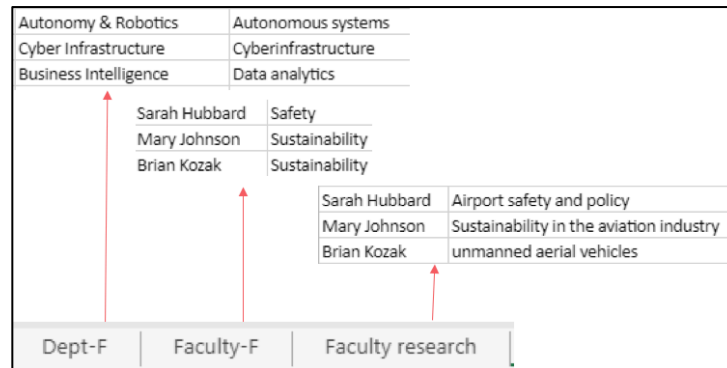 Autonomy & Robotics Autonomous systems
Cyber Infrastructure Cyberinfrastructure
Business Intelligence Data analytics
Sarah Hubbard Safety
Mary Johnson Sustainability
Brian Kozak Sustainability
Sarah Hubbard Airport safety and policy
Mary Johnson Sustainability in the aviation industry
Brian Kozak unmanned aerial vehicles
Dept-F Faculty-F Faculty research